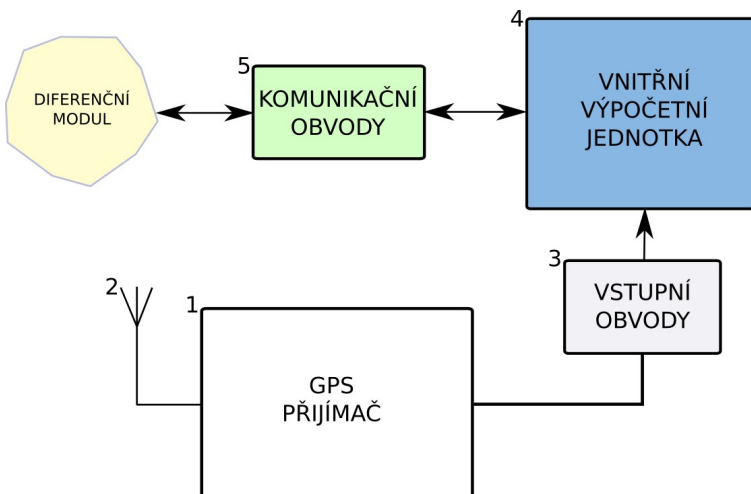 4
5
DIFERENČNÍ
MODUL
KOMUNIKAČNÍ
OBVODY
VNITŘNÍ
VÝPOČETNÍ
JEDNOTKA
3
VSTUPNÍ
OBVODY
2
1
GPS
PŘIJÍMAČ